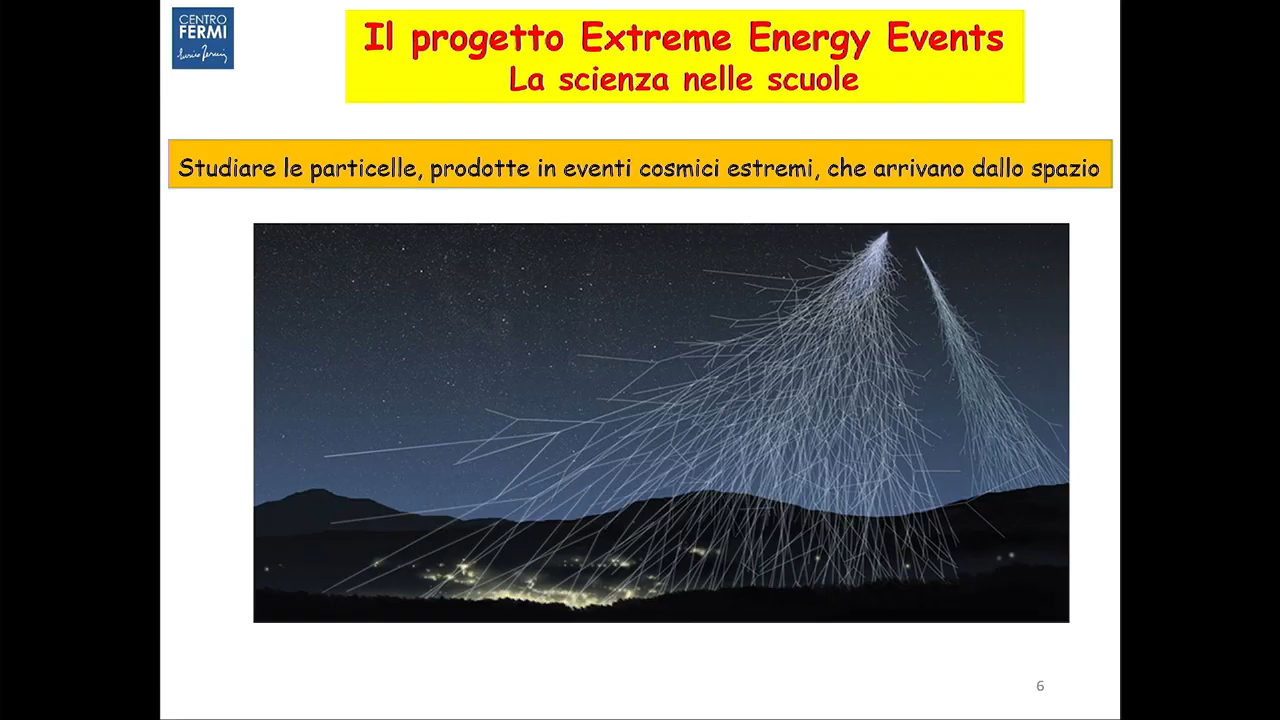 CENTRO
FERMI
Il progetto Extreme Energy Events
La scienza nelle scuole
Studiare le particelle, prodotte in eventi cosmici estremi, che arrivano dallo spazio
6